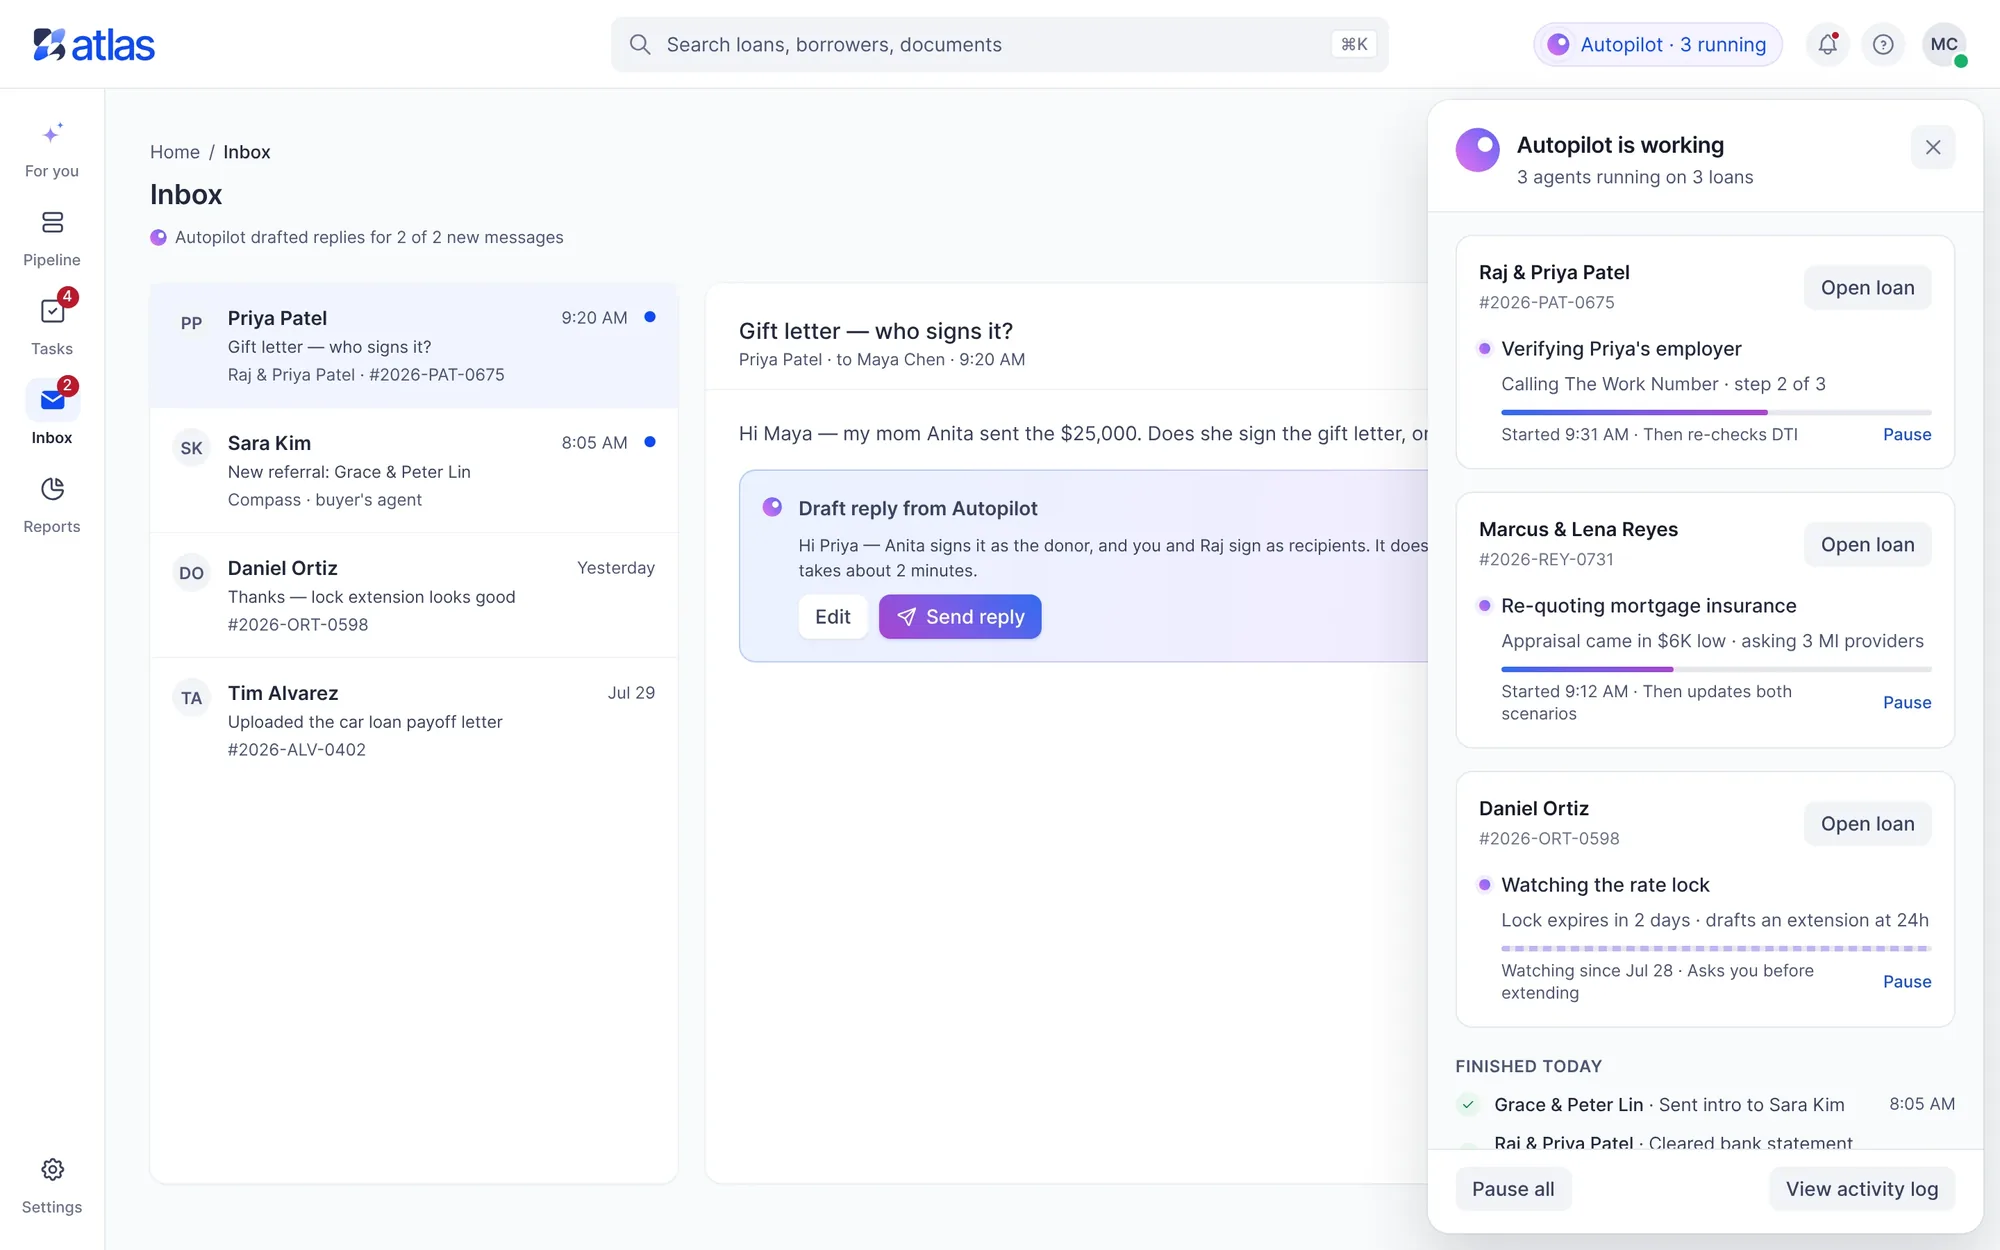 atlas
Search loans, borrowers, documents
⌘K
Autopilot · 3 running
MC
For you
Pipeline
4
Tasks
2
Inbox
Reports
Settings
Home / Inbox
Inbox
Autopilot drafted replies for 2 of 2 new messages
PP
Priya Patel
9:20 AM
Gift letter — who signs it?
Raj & Priya Patel · #2026-PAT-0675
SK
Sara Kim
8:05 AM
New referral: Grace & Peter Lin
Compass · buyer's agent
DO
Daniel Ortiz
Yesterday
Thanks — lock extension looks good
#2026-ORT-0598
TA
Tim Alvarez
Jul 29
Uploaded the car loan payoff letter
#2026-ALV-0402
Gift letter — who signs it?
Priya Patel · to Maya Chen · 9:20 AM
Hi Maya — my mom Anita sent the $25,000. Does she sign the gift letter, or
Draft reply from Autopilot
Hi Priya — Anita signs it as the donor, and you and Raj sign as recipients. It does
takes about 2 minutes.
Edit
Send reply
Autopilot is working
3 agents running on 3 loans
Raj & Priya Patel
#2026-PAT-0675
Open loan
Verifying Priya's employer
Calling The Work Number · step 2 of 3
Started 9:31 AM · Then re-checks DTI
Pause
Marcus & Lena Reyes
#2026-REY-0731
Open loan
Re-quoting mortgage insurance
Appraisal came in $6K low · asking 3 MI providers
Started 9:12 AM · Then updates both
scenarios
Pause
Daniel Ortiz
#2026-ORT-0598
Open loan
Watching the rate lock
Lock expires in 2 days · drafts an extension at 24h
Watching since Jul 28 · Asks you before
extending
Pause
FINISHED TODAY
Grace & Peter Lin · Sent intro to Sara Kim
8:05 AM
Raj & Priya Patel · Cleared bank statement
Pause all
View activity log